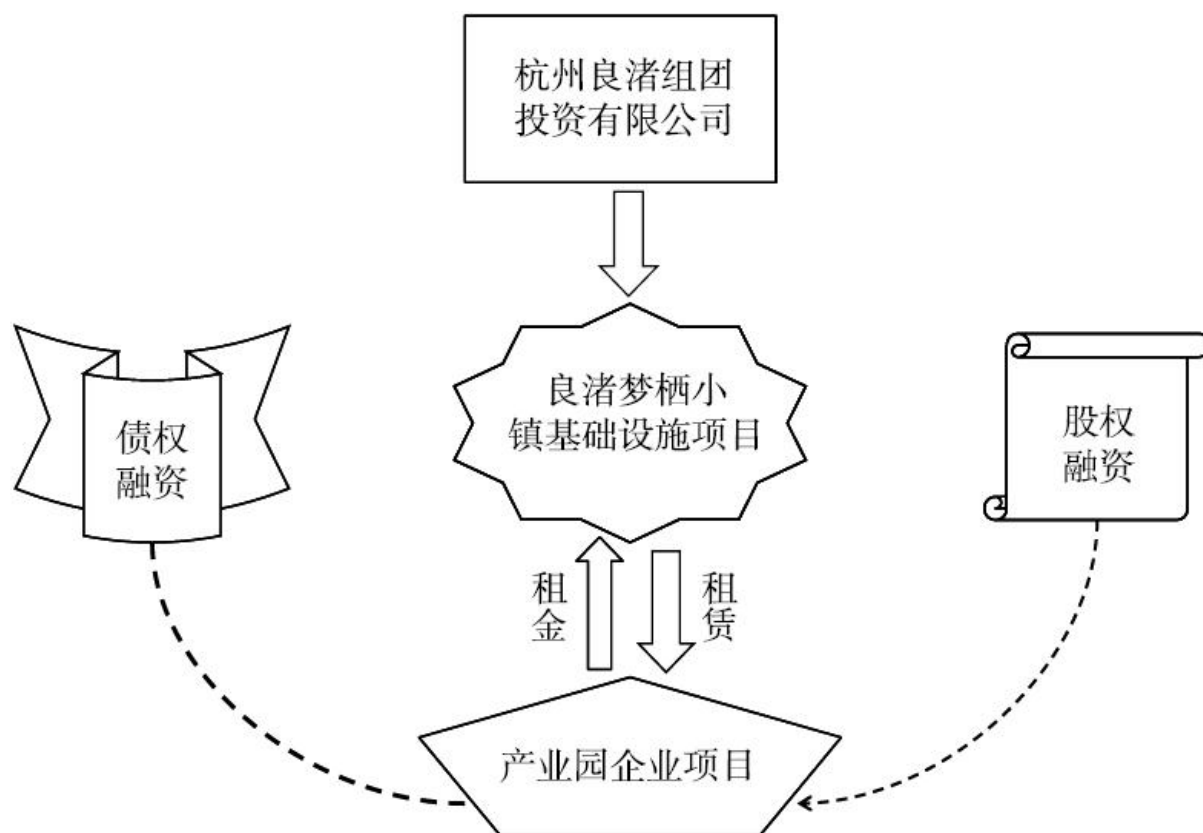 杭州良渚组团
投资有限公司
良渚梦栖小
镇基础设施项目
债权
融资
股权
融资
租金
租赁
产业园企业项目